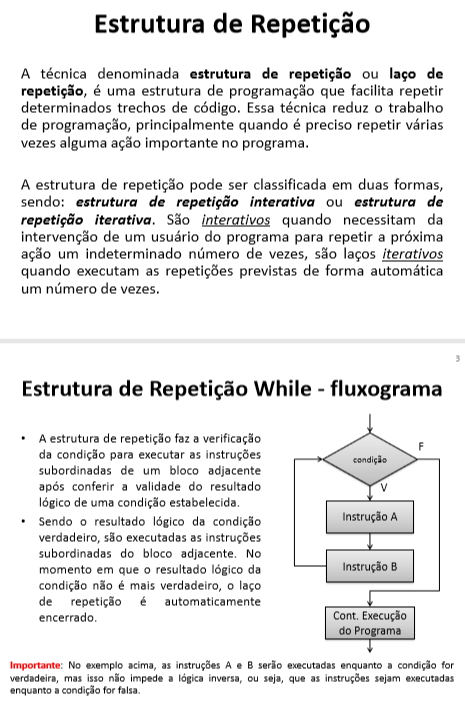 Estrutura de Repetição
A técnica denominada estrutura de repetição ou laço de
repetição, é uma estrutura de programação que facilita repetir
determinados trechos de código. Essa técnica reduz o trabalho
de programação, principalmente quando é preciso repetir várias
vezes alguma ação importante no programa.
A estrutura de repetição pode ser classificada em duas formas,
sendo: estrutura de repetição interativa ou estrutura de
repetição iterativa. São interativos quando necessitam da
intervenção de um usuário do programa para repetir a próxima
ação um indeterminado número de vezes, são laços iterativos
quando executam as repetições previstas de forma automática
um número de vezes.
3
Estrutura de Repetição While - fluxograma
• A estrutura de repetição faz a verificação
da condição para executar as instruções
subordinadas de um bloco adjacente
após conferir a validade do resultado
lógico de uma condição estabelecida.
• Sendo o resultado lógico da condição
verdadeiro, são executadas as instruções
subordinadas do bloco adjacente. No
momento em que o resultado lógico da
condição não é mais verdadeiro, o laço
de repetição é automaticamente
encerrado.
condição
F
V
Instrução A
Instrução B
Cont. Execução
do Programa
Importante: No exemplo acima, as instruções A e B serão executadas enquanto a condição for
verdadeira, mas isso não impede a lógica inversa, ou seja, que as instruções sejam executadas
enquanto a condição for falsa.